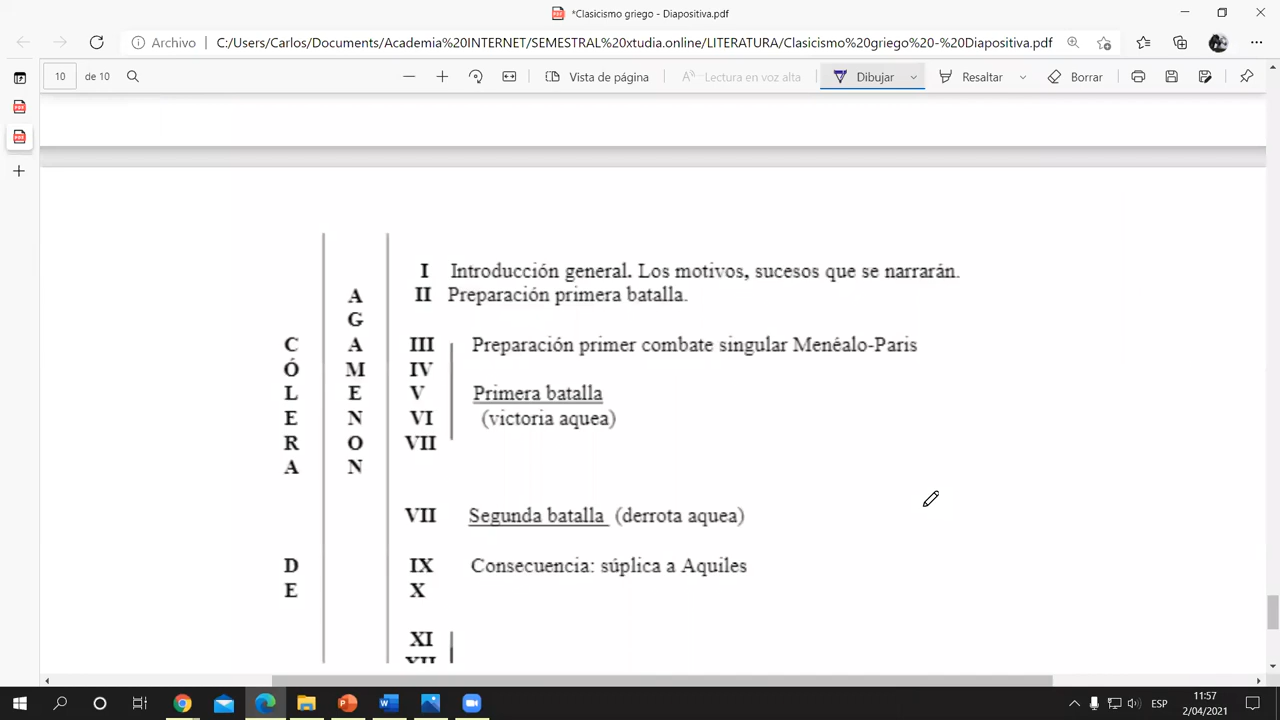 *Clasicismo griego - Diapositiva.pdf
Archivo C:/Users/Carlos/Documents/Academia%20INTERNET/SEMESTRAL%20xtudia.online/LITERATURA/Clasicismo%20griego%20-%20Diapositiva.pdf
10 de 10 Vista de página Lectura en voz alta Dibujar Resaltar Borrar
I Introducción general. Los motivos, sucesos que se narrarán.
A II Preparación primera batalla.
G
C A III Preparación primer combate singular Menéalo-Paris
Ó M IV
L E V Primera batalla
E N VI (victoria aquea)
R O VII
A N
VII Segunda batalla (derrota aquea)
D IX Consecuencia: súplica a Aquiles
E X
XI
XII
ESP
11:57
2/04/2021